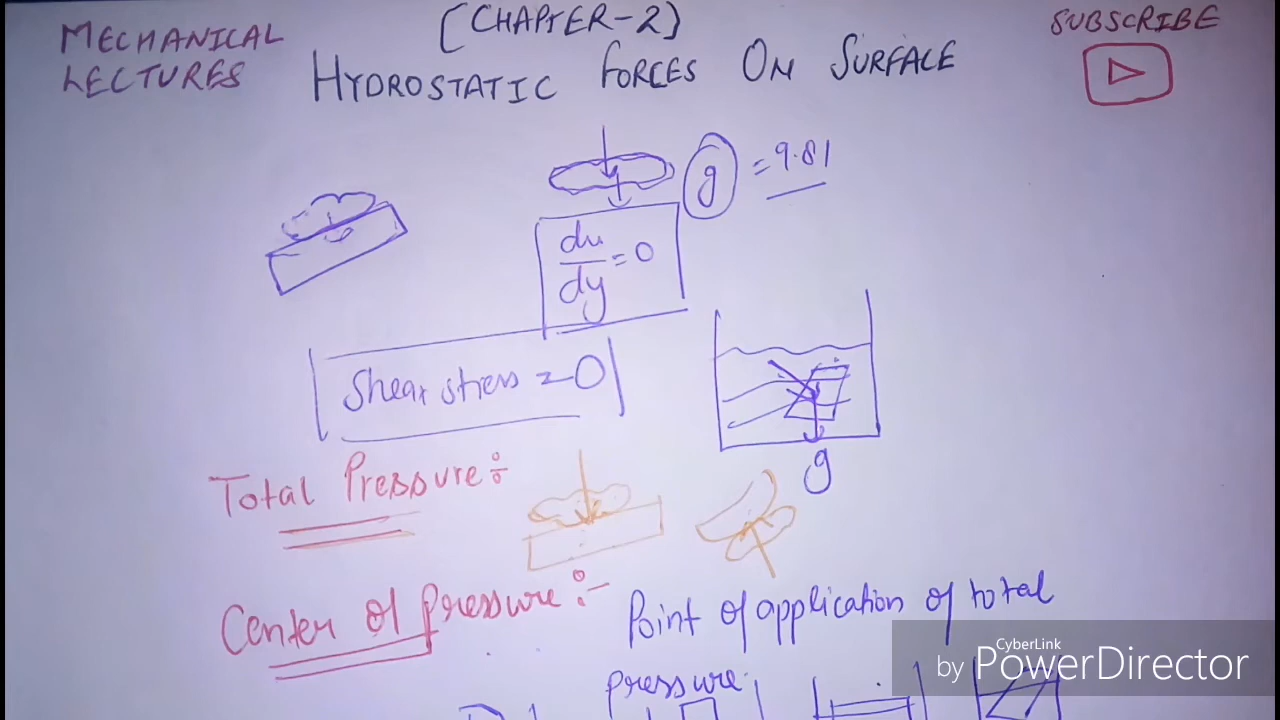 [CHAPTER-2]
MECHANICAL
LECTURES
HYDROSTATIC FORCES ON SURFACE
SUBSCRIBE
g = 9.81
du
dy
= 0
Shear stress = 0
g
Total Pressure:
Center of Pressure :-
Point of application of total
pressure.
CyberLink
by PowerDirector